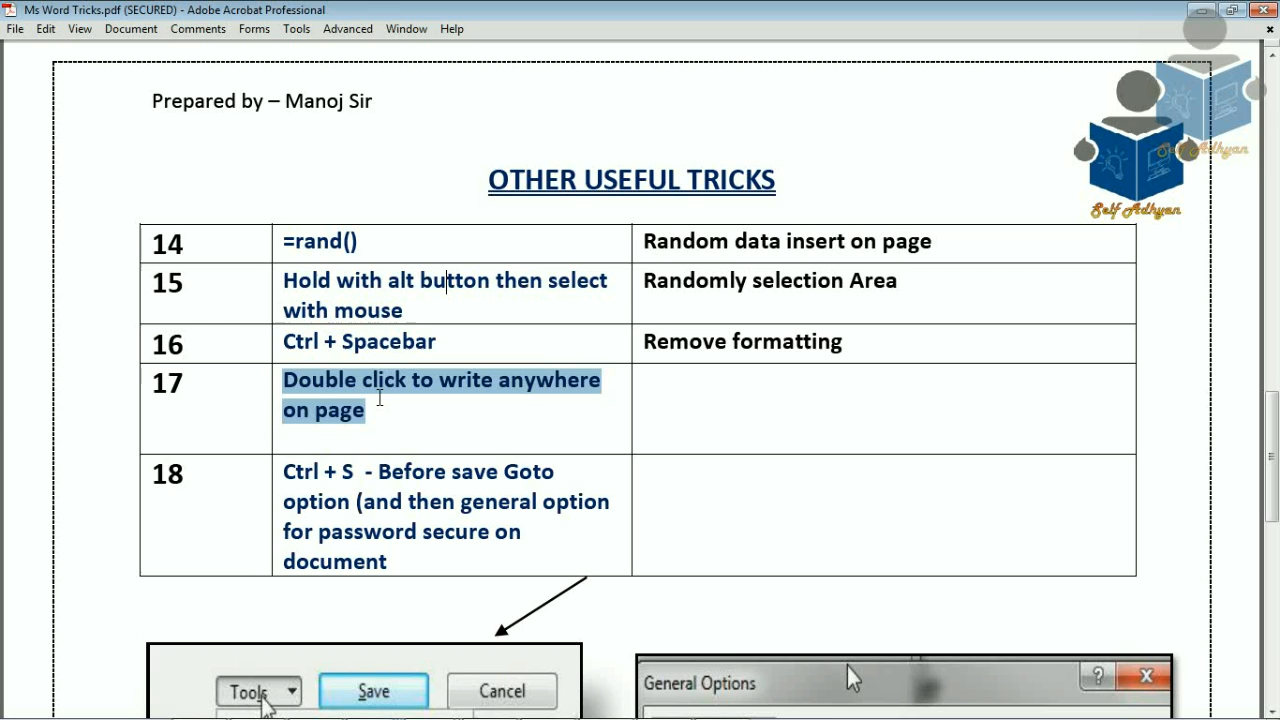 Ms Word Tricks.pdf (SECURED) - Adobe Acrobat Professional
File Edit View Document Comments Forms Tools Advanced Window Help
Prepared by – Manoj Sir
Self Adhyan
Self Adhyan
OTHER USEFUL TRICKS
14 =rand() Random data insert on page
15 Hold with alt button then select Randomly selection Area
with mouse
16 Ctrl + Spacebar Remove formatting
17 Double click to write anywhere
on page
18 Ctrl + S - Before save Goto
option (and then general option
for password secure on
document
Tools Save Cancel
General Options